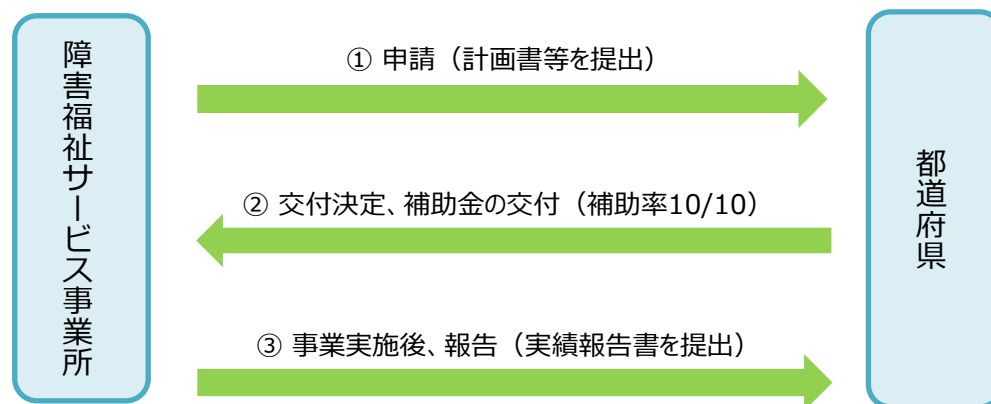 障害福祉サービス事業所
① 申請（計画書等を提出）
② 交付決定、補助金の交付（補助率10/10）
③ 事業実施後、報告（実績報告書を提出）
都道府県